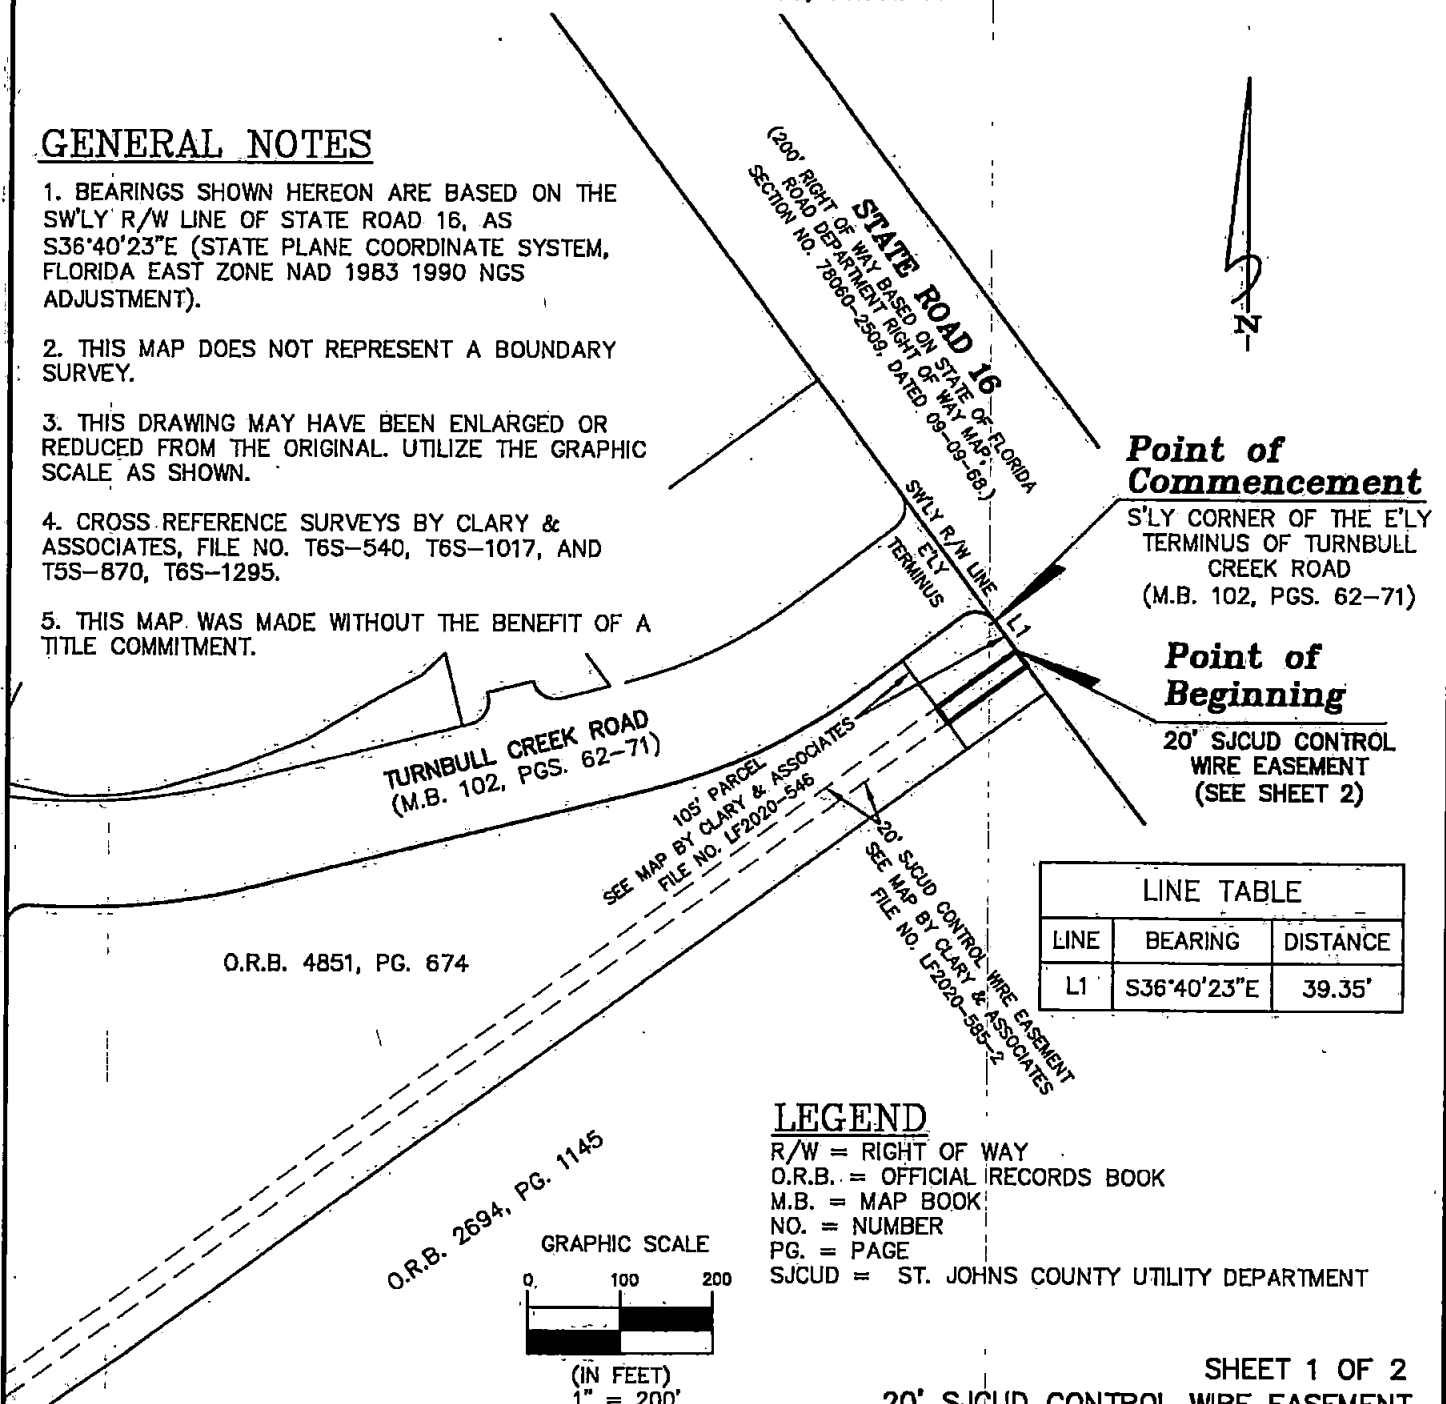 GENERAL NOTES
1. BEARINGS SHOWN HEREON ARE BASED ON THE
SW'LY R/W LINE OF STATE ROAD 16, AS
S36°40'23"E (STATE PLANE COORDINATE SYSTEM,
FLORIDA EAST ZONE NAD 1983 1990 NGS
ADJUSTMENT).
2. THIS MAP DOES NOT REPRESENT A BOUNDARY
SURVEY.
3. THIS DRAWING MAY HAVE BEEN ENLARGED OR
REDUCED FROM THE ORIGINAL. UTILIZE THE GRAPHIC
SCALE AS SHOWN.
4. CROSS REFERENCE SURVEYS BY CLARY &
ASSOCIATES, FILE NO. T6S-540, T6S-1017, AND
T5S-870, T6S-1295.
5. THIS MAP WAS MADE WITHOUT THE BENEFIT OF A
TITLE COMMITMENT.
STATE ROAD 16
(200' RIGHT OF WAY BASED ON STATE OF FLORIDA
ROAD DEPARTMENT RIGHT OF WAY MAP,
SECTION NO. 78060-2509, DATED 09-09-68.)
N
SW'LY R/W LINE
E'LY
TERMINUS
L1
Point of
Commencement
S'LY CORNER OF THE E'LY
TERMINUS OF TURNBULL
CREEK ROAD
(M.B. 102, PGS. 62-71)
Point of
Beginning
20' SJCUD CONTROL
WIRE EASEMENT
(SEE SHEET 2)
TURNBULL CREEK ROAD
(M.B. 102, PGS. 62-71)
105' PARCEL
SEE MAP BY CLARY & ASSOCIATES
FILE NO. LF2020-546
20' SJCUD CONTROL WIRE EASEMENT
SEE MAP BY CLARY & ASSOCIATES
FILE NO. LF2020-585-2
LINE TABLE
LINE BEARING DISTANCE
L1 S36°40'23"E 39.35'
O.R.B. 4851, PG. 674
O.R.B. 2694, PG. 1145
LEGEND
R/W = RIGHT OF WAY
O.R.B. = OFFICIAL RECORDS BOOK
M.B. = MAP BOOK
NO. = NUMBER
PG. = PAGE
SJCUD = ST. JOHNS COUNTY UTILITY DEPARTMENT
GRAPHIC SCALE
0 100 200
(IN FEET)
1" = 200'
SHEET 1 OF 2
20' SJCUD CONTROL WIRE EASEMENT